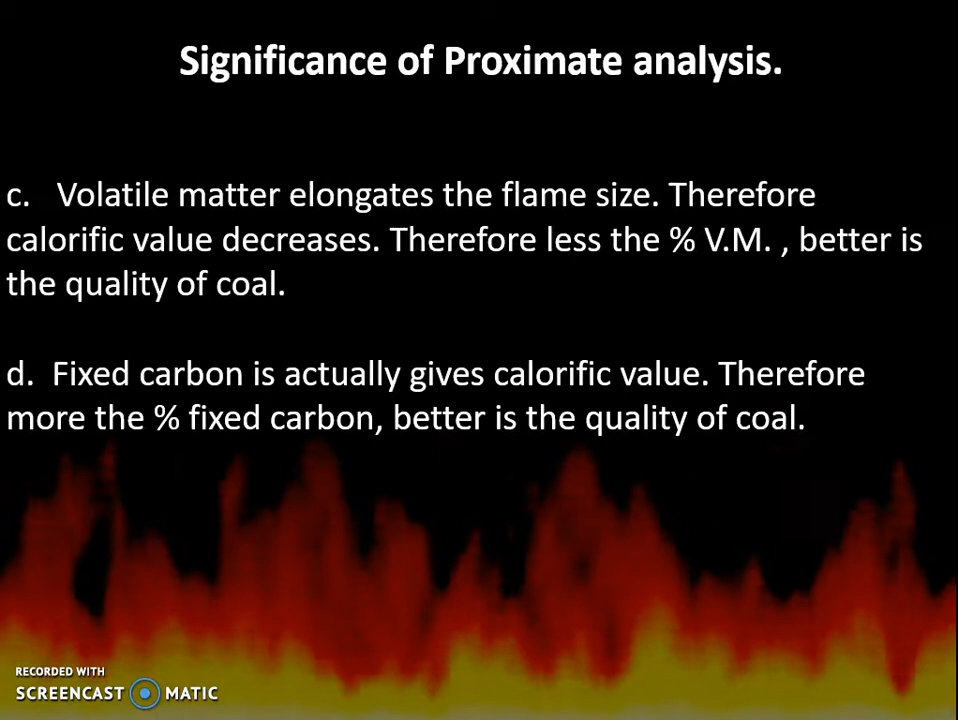 Significance of Proximate analysis.
c. Volatile matter elongates the flame size. Therefore
calorific value decreases. Therefore less the % V.M. , better is
the quality of coal.
d. Fixed carbon is actually gives calorific value. Therefore
more the % fixed carbon, better is the quality of coal.
RECORDED WITH
SCREENCAST MATIC